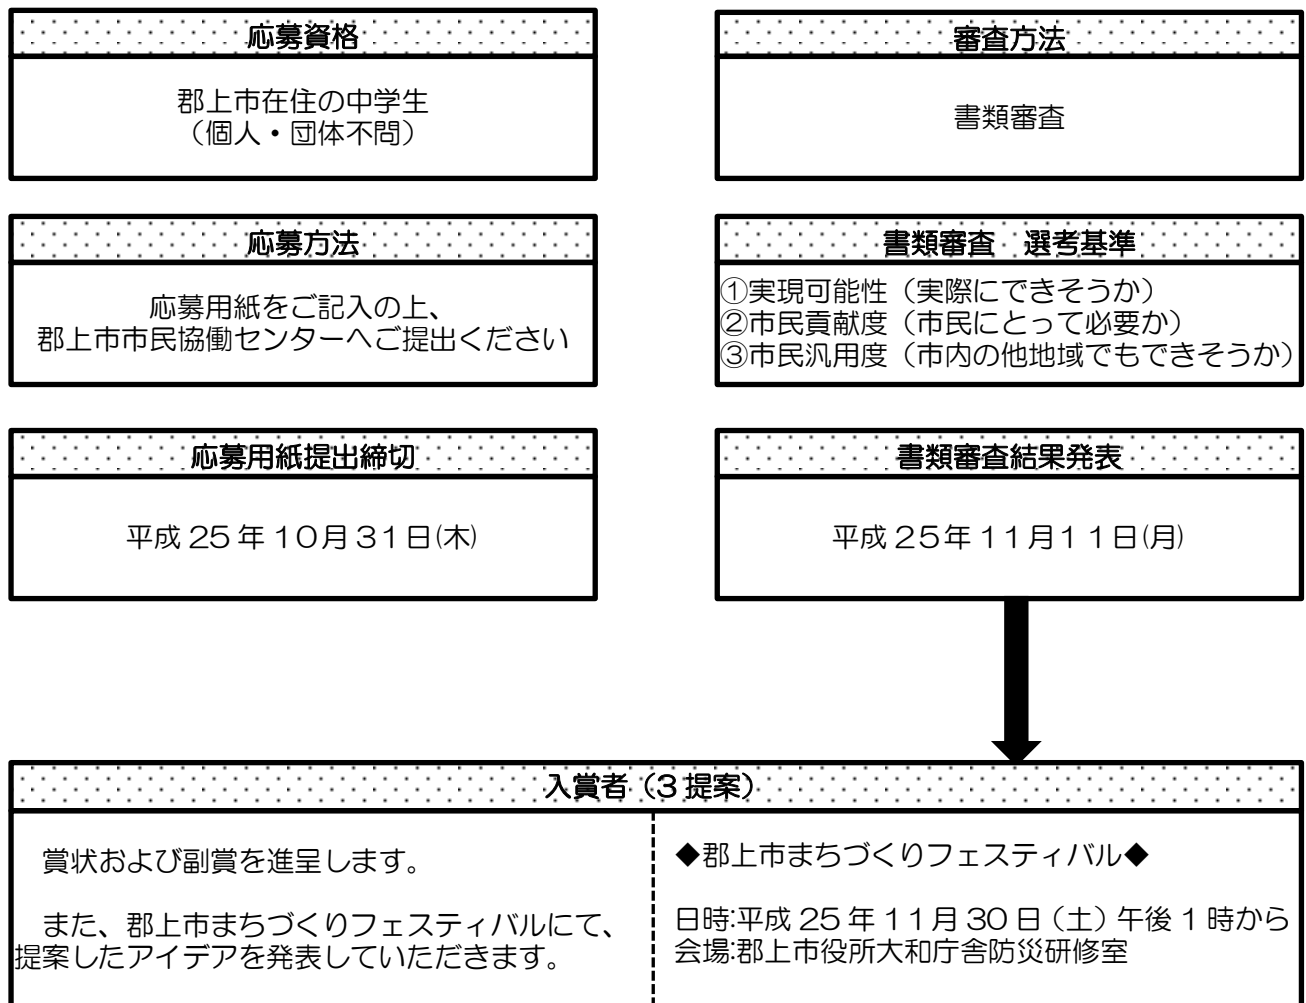 応募資格
郡上市在住の中学生
(個人・団体不問)
審査方法
書類審査
応募方法
応募用紙をご記入の上、
郡上市市民協働センターへご提出ください
書類審査 選考基準
①実現可能性(実際にできそうか)
②市民貢献度(市民にとって必要か)
③市民汎用度(市内の他地域でもできそうか)
応募用紙提出締切
平成25年10月31日(木)
書類審査結果発表
平成25年11月11日(月)
入賞者(3提案)
賞状および副賞を進呈します。
また、郡上市まちづくりフェスティバルにて、
提案したアイデアを発表していただきます。
◆郡上市まちづくりフェスティバル◆
日時:平成25年11月30日(土)午後1時から
会場:郡上市役所大和庁舎防災研修室